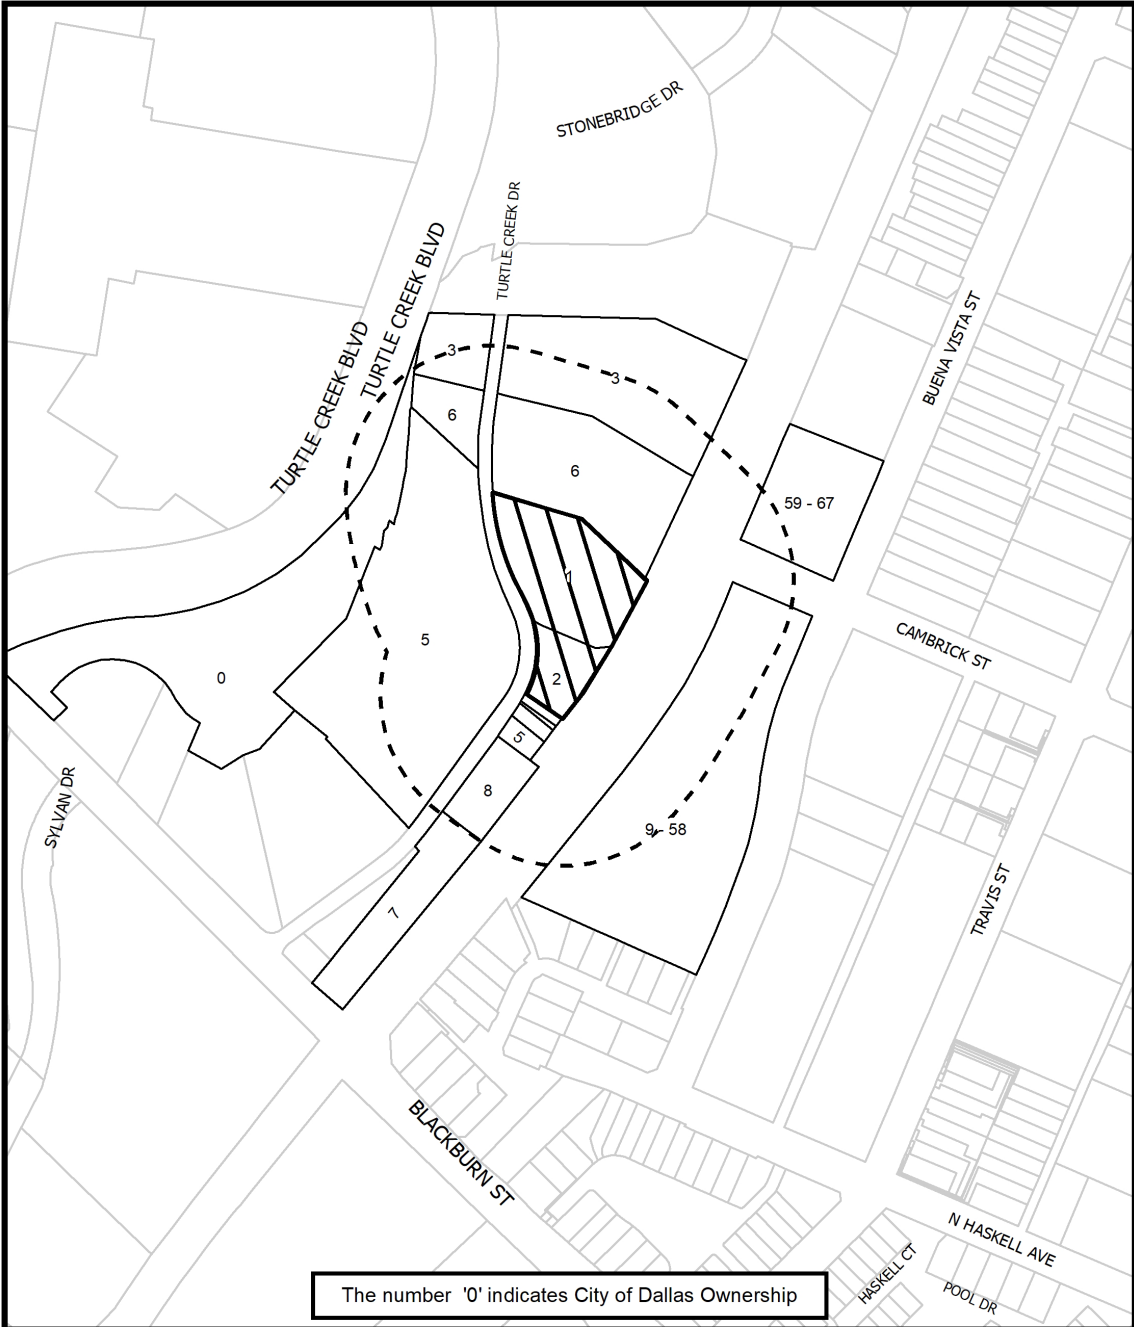 STONEBRIDGE DR
TURTLE CREEK DR
TURTLE CREEK BLVD
TURTLE CREEK BLVD
BUENA VISTA ST
3
3
6
6
59 - 67
1
CAMBRICK ST
5
0
2
5
8
SYLVAN DR
9 - 58
7
TRAVIS ST
BLACKBURN ST
N HASKELL AVE
HASKELL CT
POOL DR
The number '0' indicates City of Dallas Ownership